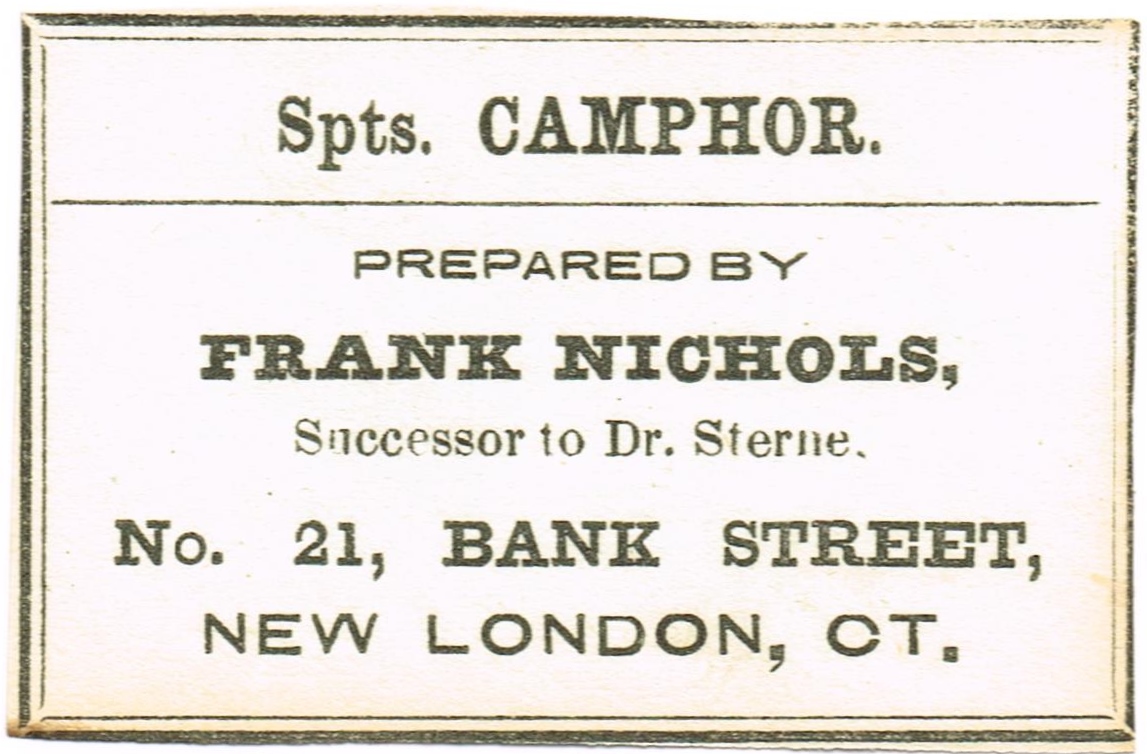 Spts. CAMPHOR.
PREPARED BY
FRANK NICHOLS,
Successor to Dr. Sterne.
No. 21, BANK STREET,
NEW LONDON, CT.